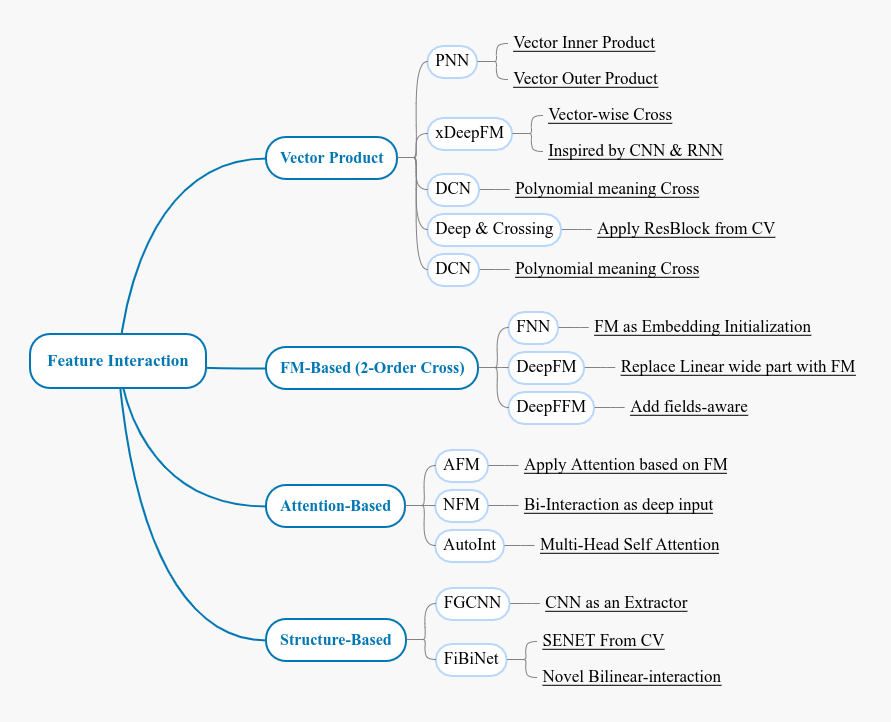 Feature Interaction
Vector Product
PNN
Vector Inner Product
Vector Outer Product
xDeepFM
Vector-wise Cross
Inspired by CNN & RNN
DCN
Polynomial meaning Cross
Deep & Crossing
Apply ResBlock from CV
DCN
Polynomial meaning Cross
FM-Based (2-Order Cross)
FNN
FM as Embedding Initialization
DeepFM
Replace Linear wide part with FM
DeepFFM
Add fields-aware
Attention-Based
AFM
Apply Attention based on FM
NFM
Bi-Interaction as deep input
AutoInt
Multi-Head Self Attention
Structure-Based
FGCNN
CNN as an Extractor
FiBiNet
SENET From CV
Novel Bilinear-interaction